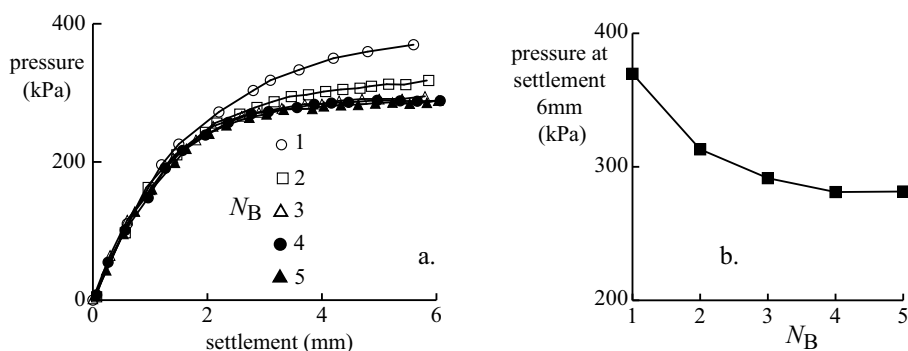 400
pressure
(kPa)
200
0
0
2
4
6
settlement (mm)
N_B
1
2
3
4
5
a.
400
pressure at
settlement
6mm
(kPa)
300
200
1
2
3
4
5
N_B
b.